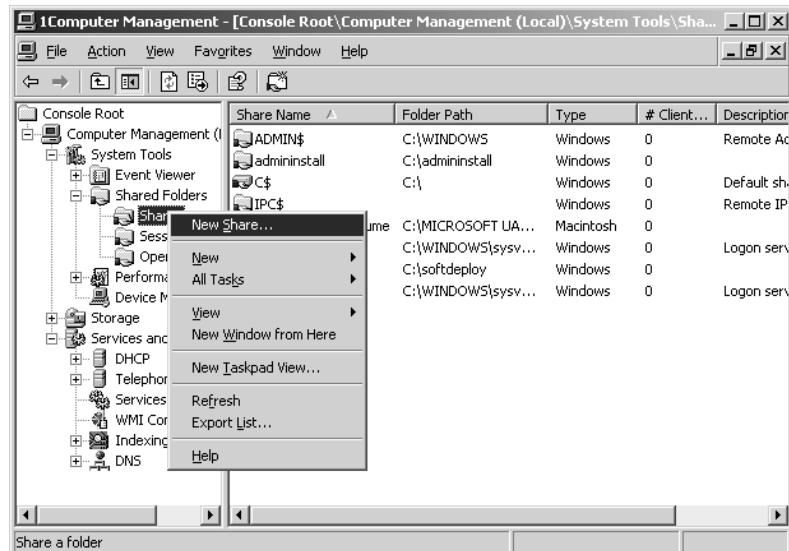 1Computer Management - [Console Root\Computer Management (Local)\System Tools\Sha...
File Action View Favorites Window Help
Console Root
Computer Management (l
System Tools
Event Viewer
Shared Folders
Shar
Sess
Oper
Performa
Device M
Storage
Services and
DHCP
Telephor
Services
WMI Cor
Indexing
DNS
New Share...
New
All Tasks
View
New Window from Here
New Taskpad View...
Refresh
Export List...
Help
Share Name Folder Path Type # Client... Description
ADMIN$ C:\WINDOWS Windows 0 Remote Ad
admininstall C:\admininstall Windows 0
C$ C:\ Windows 0 Default sha
IPC$ Windows 0 Remote IP
ume C:\MICROSOFT UA... Macintosh 0
C:\WINDOWS\sysv... Windows 0 Logon serv
C:\softdeploy Windows 0
C:\WINDOWS\sysv... Windows 0 Logon serv
Share a folder